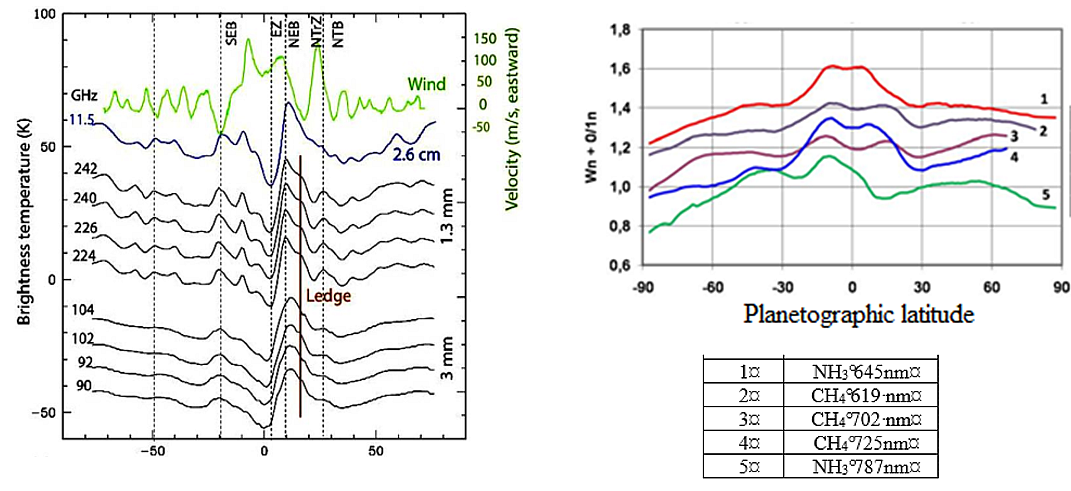 100
50
0
−50
Brightness temperature (K)
GHz
11.5
242
240
226
224
104
102
92
90
SEB
EZ
NEB
NTrZ
NTB
Wind
2.6 cm
1.3 mm
Ledge
3 mm
150
100
50
0
-50
Velocity (m/s, eastward)
−50
0
50
1,8
1,6
1,4
1,2
1,0
0,8
0,6
Wn + 0/1n
1
2
3
4
5
-90
-60
-30
0
30
60
90
Planetographic latitude
1¤ NH₃°645nm¤
2¤ CH₄°619·nm¤
3¤ CH₄°702·nm¤
4¤ CH₄°725nm¤
5¤ NH₃°787nm¤